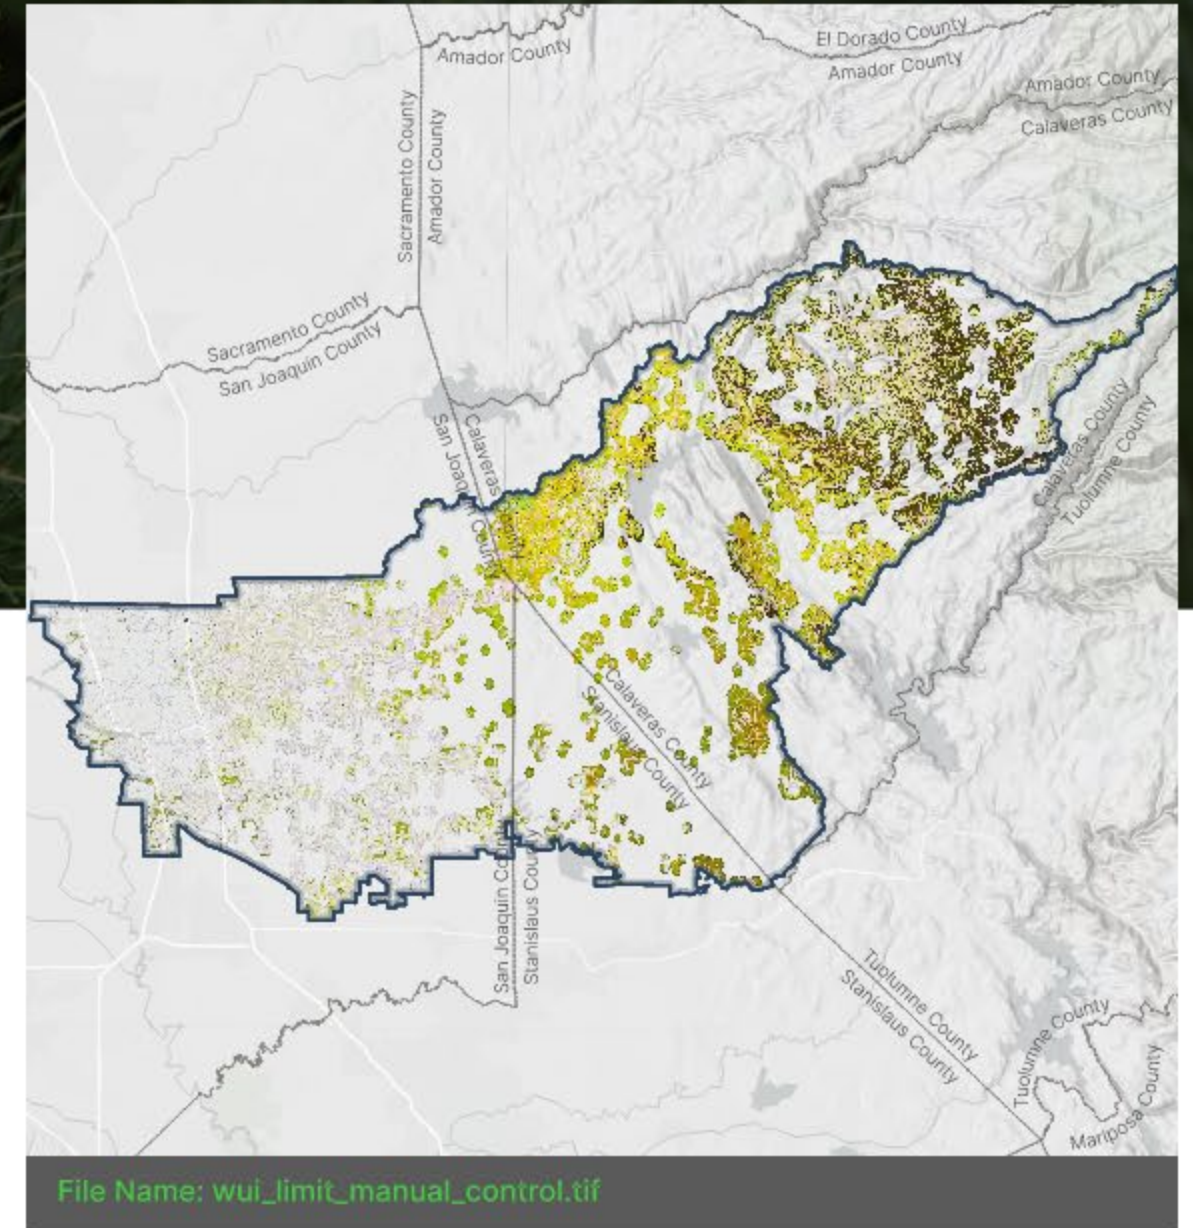 El Dorado County
Amador County
Amador County
Amador County
Calaveras County
Sacramento County
Amador County
Sacramento County
San Joaquin County
Calaveras County
San Joaquin County
Calaveras County
Tuolumne County
Calaveras County
Stanislaus County
San Joaquin County
Stanislaus County
Tuolumne County
Stanislaus County
Tuolumne County
Mariposa County
File Name: wui_limit_manual_control.tif